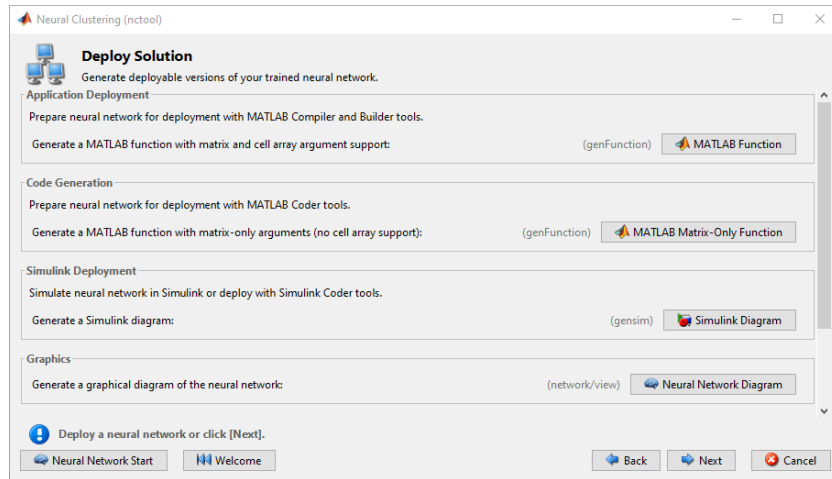 Neural Clustering (nctool)
Deploy Solution
Generate deployable versions of your trained neural network.
Application Deployment
Prepare neural network for deployment with MATLAB Compiler and Builder tools.
Generate a MATLAB function with matrix and cell array argument support: (genFunction) MATLAB Function
Code Generation
Prepare neural network for deployment with MATLAB Coder tools.
Generate a MATLAB function with matrix-only arguments (no cell array support): (genFunction) MATLAB Matrix-Only Function
Simulink Deployment
Simulate neural network in Simulink or deploy with Simulink Coder tools.
Generate a Simulink diagram: (gensim) Simulink Diagram
Graphics
Generate a graphical diagram of the neural network: (network/view) Neural Network Diagram
Deploy a neural network or click [Next].
Neural Network Start Welcome Back Next Cancel